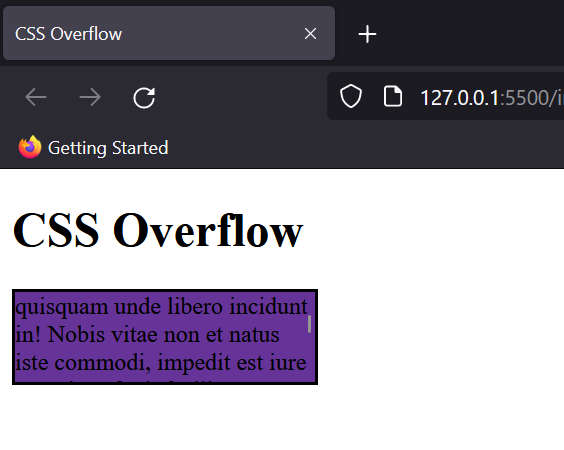 CSS Overflow
127.0.0.1:5500/i
Getting Started
CSS Overflow
quisquam unde libero incidunt
in! Nobis vitae non et natus
iste commodi, impedit est iure